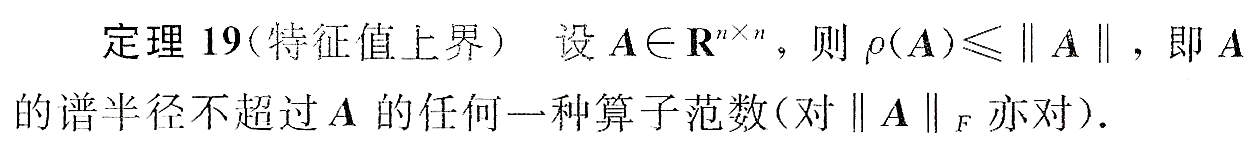 定理 19(特征值上界) 设 A∈R^{n×n}, 则 ρ(A)≤‖A‖, 即 A
的谱半径不超过 A 的任何一种算子范数(对‖A‖_F 亦对).